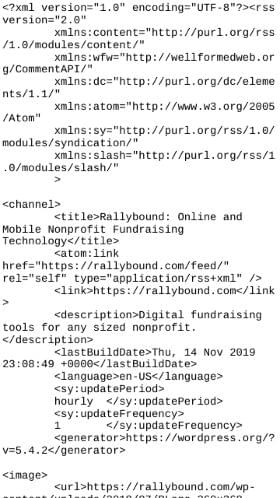 <?xml version="1.0" encoding="UTF-8"?><rss
version="2.0"
xmlns:content="http://purl.org/rss
/1.0/modules/content/"
xmlns:wfw="http://wellformedweb.or
g/CommentAPI/"
xmlns:dc="http://purl.org/dc/eleme
nts/1.1/"
xmlns:atom="http://www.w3.org/2005
/Atom"
xmlns:sy="http://purl.org/rss/1.0/
modules/syndication/"
xmlns:slash="http://purl.org/rss/1
.0/modules/slash/"
>
<channel>
<title>Rallybound: Online and
Mobile Nonprofit Fundraising
Technology</title>
<atom:link
href="https://rallybound.com/feed/"
rel="self" type="application/rss+xml" />
<link>https://rallybound.com</link
>
<description>Digital fundraising
tools for any sized nonprofit.
</description>
<lastBuildDate>Thu, 14 Nov 2019
23:08:49 +0000</lastBuildDate>
<language>en-US</language>
<sy:updatePeriod>
hourly </sy:updatePeriod>
<sy:updateFrequency>
1 </sy:updateFrequency>
<generator>https://wordpress.org/?
v=5.4.2</generator>
<image>
<url>https://rallybound.com/wp-